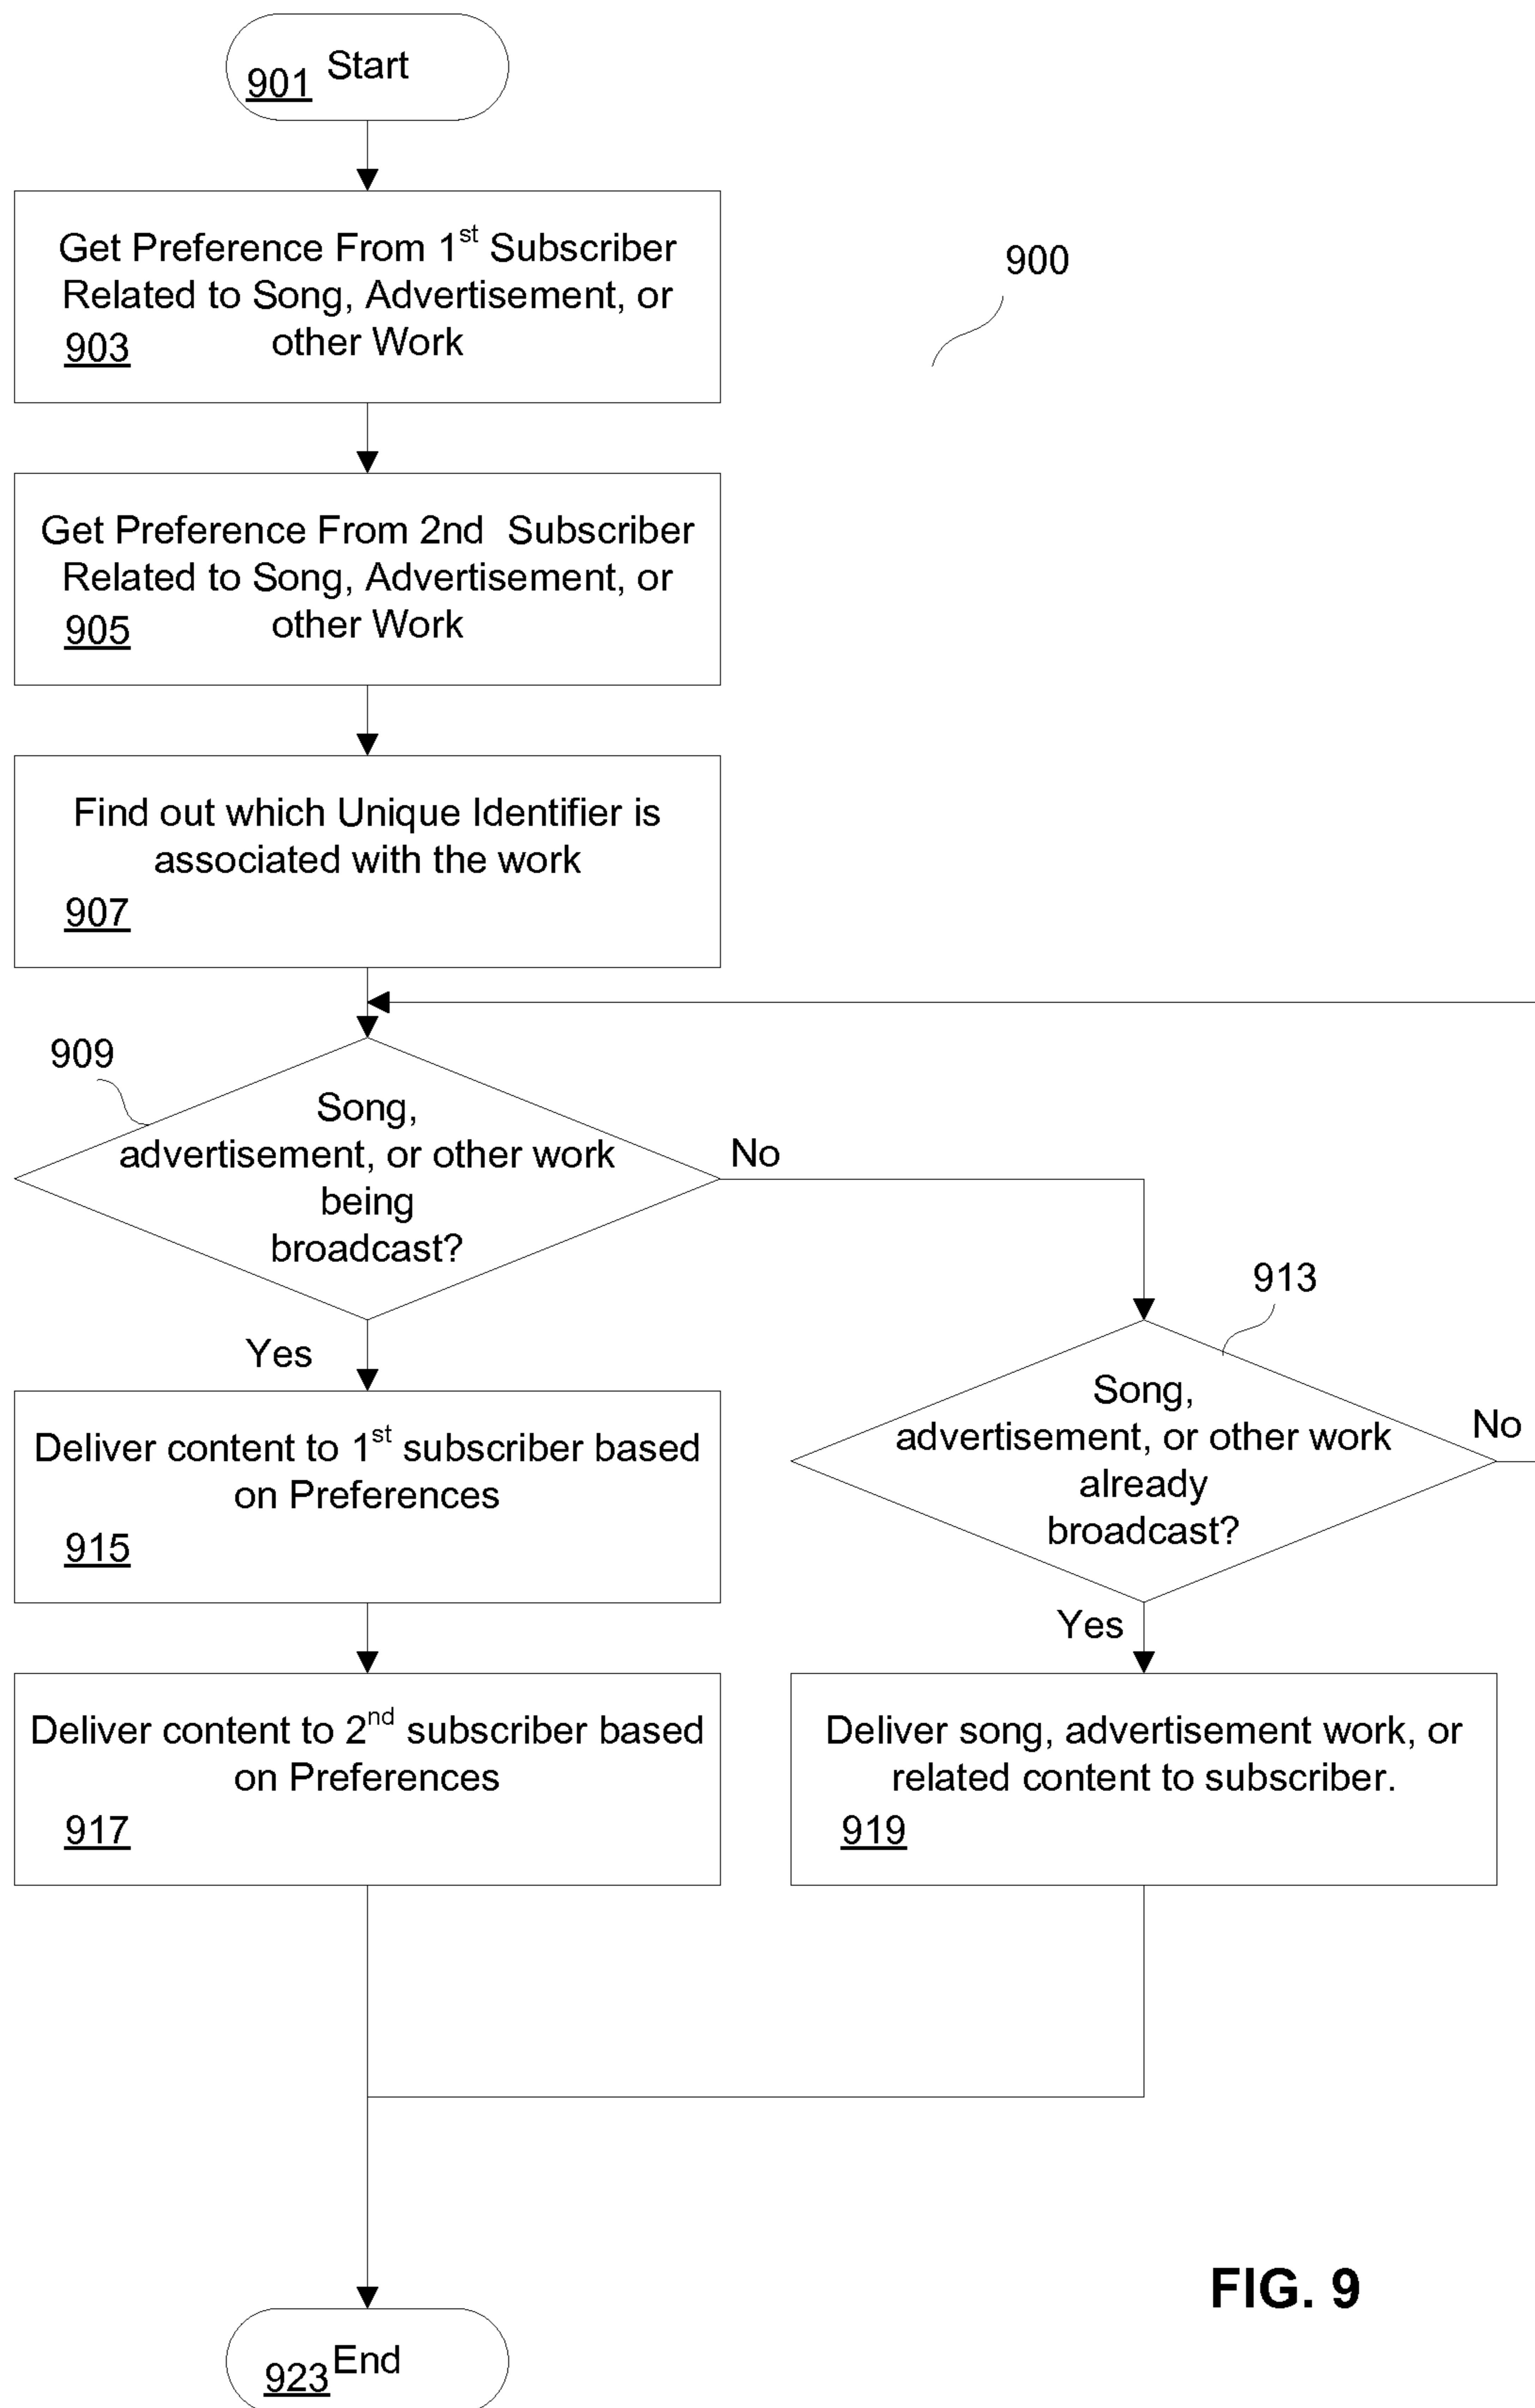 901 Start
Get Preference From 1st Subscriber
Related to Song, Advertisement, or
903 other Work
900
Get Preference From 2nd Subscriber
Related to Song, Advertisement, or
905 other Work
Find out which Unique Identifier is
associated with the work
907
909
Song,
advertisement, or other work
being
broadcast?
No
Yes
913
Song,
advertisement, or other work
already
broadcast?
No
Yes
Deliver content to 1st subscriber based
on Preferences
915
Deliver content to 2nd subscriber based
on Preferences
917
Deliver song, advertisement work, or
related content to subscriber.
919
FIG. 9
923 End